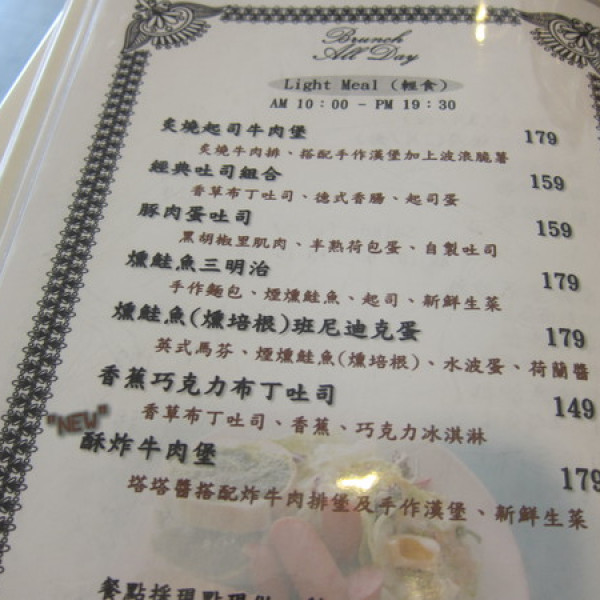 Brunch
All Day
Light Meal (輕食)
AM 10：00 - PM 19：30
炙燒起司牛肉堡 179
炙燒牛肉排、搭配手作漢堡加上波浪脆薯
經典吐司組合 159
香草布丁吐司、德式香腸、起司蛋
豚肉蛋吐司 159
黑胡椒里肌肉、半熟荷包蛋、自製吐司
燻鮭魚三明治 179
手作麵包、煙燻鮭魚、起司、新鮮生菜
燻鮭魚(燻培根)班尼迪克蛋 179
英式馬芬、煙燻鮭魚(燻培根)、水波蛋、荷蘭醬
香蕉巧克力布丁吐司 149
香草布丁吐司、香蕉、巧克力冰淇淋
"NEW"
酥炸牛肉堡 179
塔塔醬搭配炸牛肉排堡及手作漢堡、新鮮生菜
餐點採現點現做